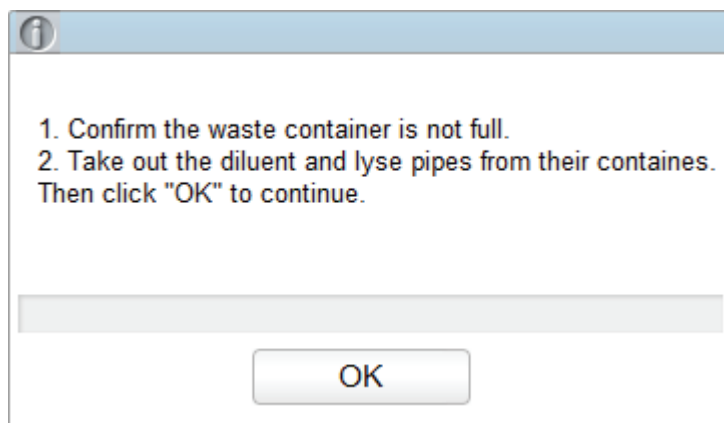 1. Confirm the waste container is not full.
2. Take out the diluent and lyse pipes from their containes.
Then click "OK" to continue.
OK